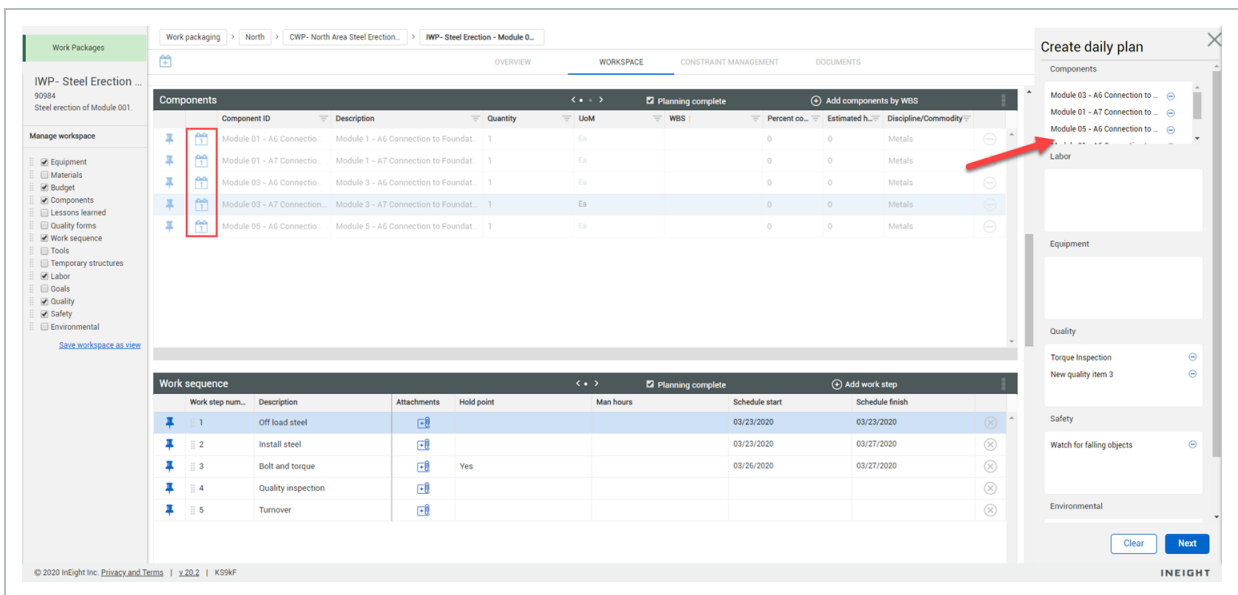 Work Packages
IWP- Steel Erection ...
90984
Steel erection of Module 001.
Manage workspace
Equipment
Materials
Budget
Components
Lessons learned
Quality forms
Work sequence
Tools
Temporary structures
Labor
Goals
Quality
Safety
Environmental
Save workspace as view
Work packaging > North > CWP- North Area Steel Erection... > IWP- Steel Erection - Module 0...
OVERVIEW WORKSPACE CONSTRAINT MANAGEMENT DOCUMENTS
Components Planning complete Add components by WBS
Component ID Description Quantity UoM WBS Percent co... Estimated h... Discipline/Commodity
1 Module 01 - A6 Connectio... Module 1 - A6 Connection to Foundat... 1 Ea 0 0 Metals
1 Module 01 - A7 Connectio... Module 1 - A7 Connection to Foundat... 1 Ea 0 0 Metals
1 Module 03 - A6 Connectio... Module 3 - A6 Connection to Foundat... 1 Ea 0 0 Metals
1 Module 03 - A7 Connection... Module 3 - A7 Connection to Foundat... 1 Ea 0 0 Metals
1 Module 05 - A6 Connectio... Module 5 - A6 Connection to Foundat... 1 Ea 0 0 Metals
Work sequence Planning complete Add work step
Work step num... Description Attachments Hold point Man hours Schedule start Schedule finish
1 Off load steel 03/23/2020 03/23/2020
2 Install steel 03/23/2020 03/27/2020
3 Bolt and torque Yes 03/26/2020 03/27/2020
4 Quality inspection
5 Turnover
Create daily plan
Components
Module 03 - A6 Connection to ...
Module 01 - A7 Connection to ...
Module 05 - A6 Connection to ...
Labor
Equipment
Quality
Torque Inspection
New quality item 3
Safety
Watch for falling objects
Environmental
Clear Next
© 2020 InEight Inc. Privacy and Terms | v 20.2 | KS9kF
INEIGHT